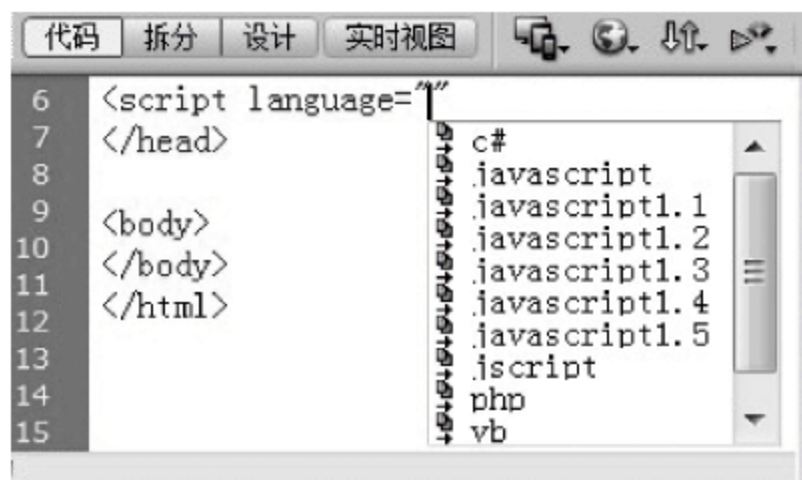 代码 拆分 设计 实时视图
6 <script language=""
7 </head>
8
9 <body>
10 </body>
11 </html>
12
13
14
15
c#
javascript
javascript1.1
javascript1.2
javascript1.3
javascript1.4
javascript1.5
jscript
php
vb